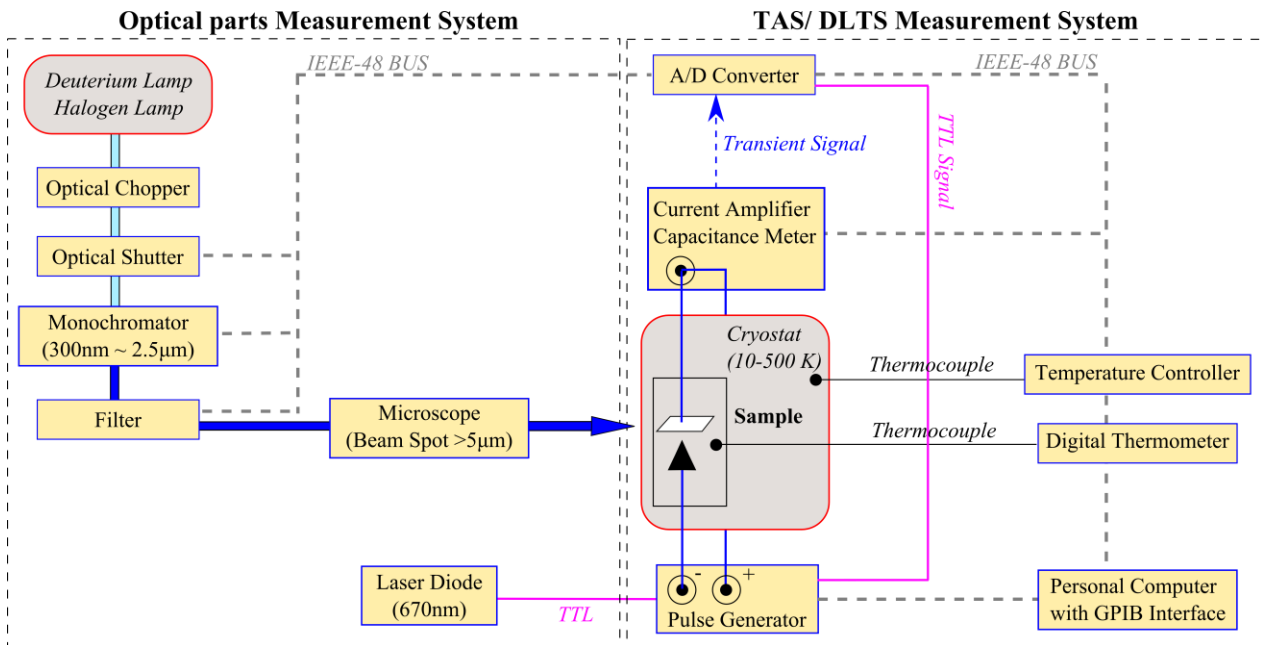 Optical parts Measurement System
TAS/ DLTS Measurement System
IEEE-48 BUS
IEEE-48 BUS
Deuterium Lamp
Halogen Lamp
A/D Converter
TTL Signal
Transient Signal
Optical Chopper
Current Amplifier
Capacitance Meter
Optical Shutter
Monochromator
(300nm ~ 2.5μm)
Cryostat
(10-500 K)
Thermocouple
Temperature Controller
Filter
Microscope
(Beam Spot >5μm)
Sample
Thermocouple
Digital Thermometer
Laser Diode
(670nm)
TTL
- +
Pulse Generator
Personal Computer
with GPIB Interface